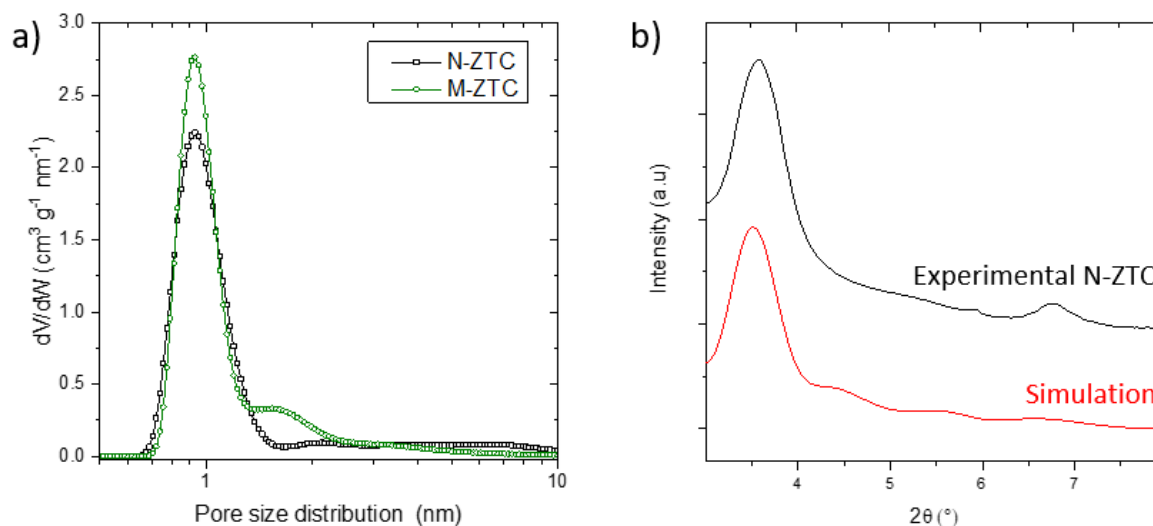 a)
3.0
2.5
2.0
1.5
1.0
0.5
0.0
dV/dW (cm³ g⁻¹ nm⁻¹)
N-ZTC
M-ZTC
1
10
Pore size distribution (nm)
b)
Intensity (a.u)
Experimental N-ZTC
Simulation
4
5
6
7
2θ (°)